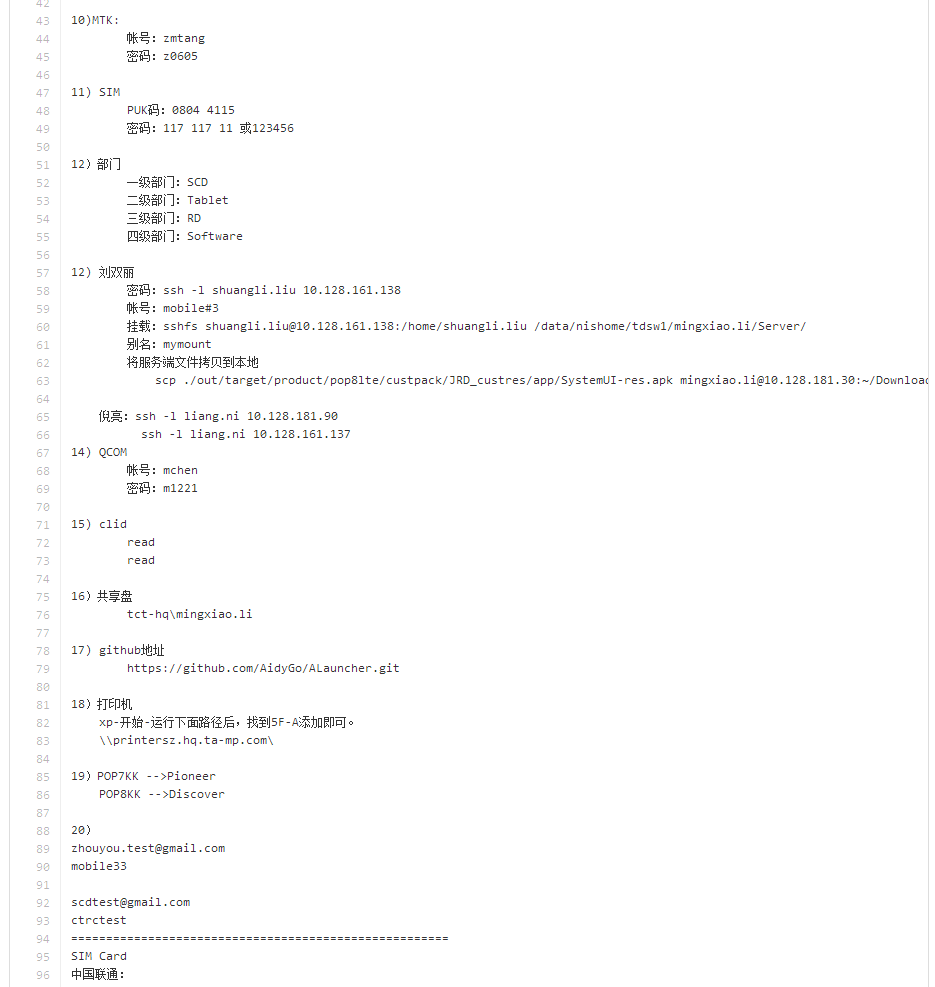 42
43 10)MTK:
44 帐号：zmtang
45 密码：z0605
46
47 11) SIM
48 PUK码：0804 4115
49 密码：117 117 11 或123456
50
51 12）部门
52 一级部门：SCD
53 二级部门：Tablet
54 三级部门：RD
55 四级部门：Software
56
57 12) 刘双丽
58 密码：ssh -l shuangli.liu 10.128.161.138
59 帐号：mobile#3
60 挂载：sshfs shuangli.liu@10.128.161.138:/home/shuangli.liu /data/nishome/tdsw1/mingxiao.li/Server/
61 别名：mymount
62 将服务端文件拷贝到本地
63 scp ./out/target/product/pop8lte/custpack/JRD_custres/app/SystemUI-res.apk mingxiao.li@10.128.181.30:~/Download
64
65 倪亮：ssh -l liang.ni 10.128.181.90
66 ssh -l liang.ni 10.128.161.137
67 14) QCOM
68 帐号：mchen
69 密码：m1221
70
71 15) clid
72 read
73 read
74
75 16）共享盘
76 tct-hq\mingxiao.li
77
78 17) github地址
79 https://github.com/AidyGo/ALauncher.git
80
81 18）打印机
82 xp-开始-运行下面路径后，找到5F-A添加即可。
83 \\printersz.hq.ta-mp.com\
84
85 19）POP7KK -->Pioneer
86 POP8KK -->Discover
87
88 20）
89 zhouyou.test@gmail.com
90 mobile33
91
92 scdtest@gmail.com
93 ctrctest
94 ======================================================
95 SIM Card
96 中国联通：